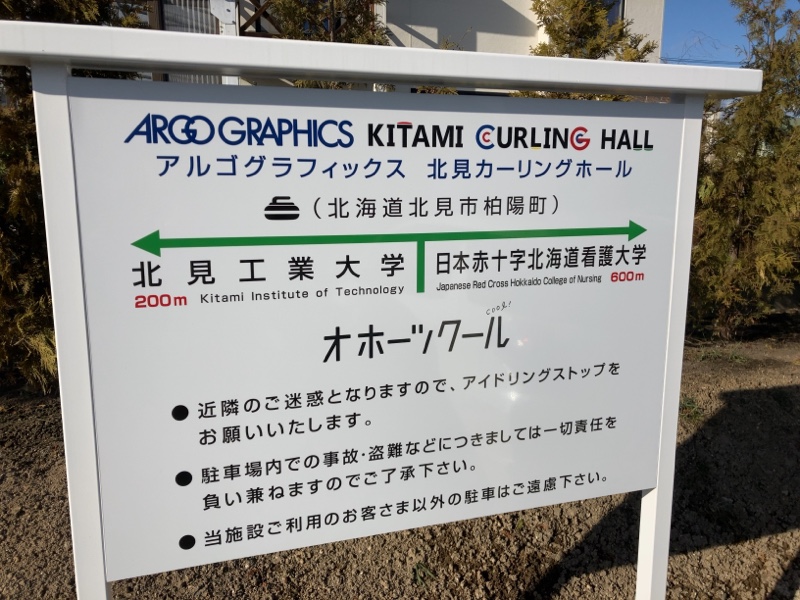 ARGO GRAPHICS KITAMI CURLING HALL
アルゴグラフィックス 北見カーリングホール
(北海道北見市柏陽町)
北見工業大学
200m Kitami Institute of Technology
日本赤十字北海道看護大学
Japanese Red Cross Hokkaido College of Nursing 600m
cool!
オホーツクール
● 近隣のご迷惑となりますので、アイドリングストップを
お願いいたします。
● 駐車場内での事故・盗難などにつきましては一切責任を
負い兼ねますのでご了承下さい。
● 当施設ご利用のお客さま以外の駐車はご遠慮下さい。